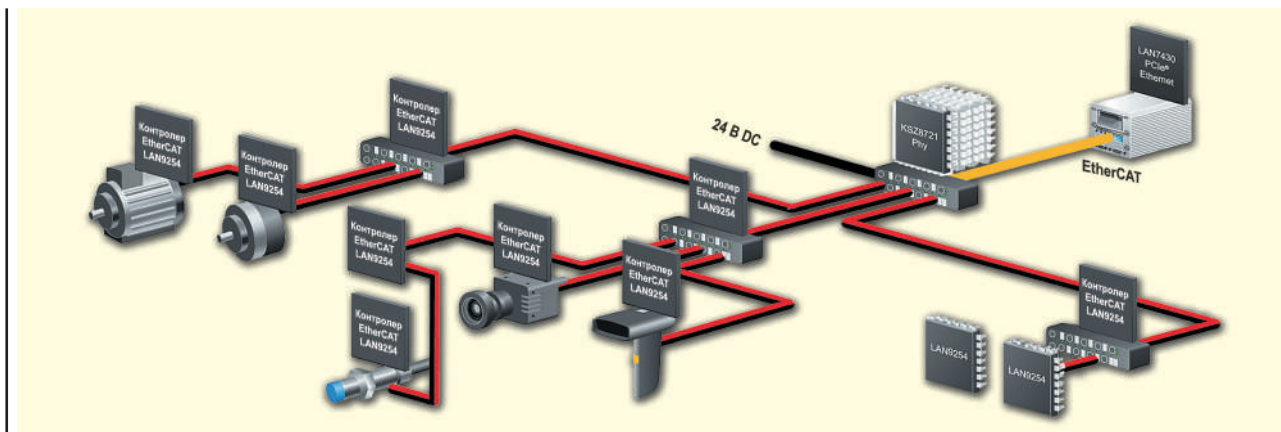 LAN7430
PCIe®
Ethernet
EtherCAT
KSZ8721
Phy
24 В DC
Контролер
EtherCAT
LAN9254
Контролер
EtherCAT
LAN9254
Контролер
EtherCAT
LAN9254
Контролер
EtherCAT
LAN9254
Контролер
EtherCAT
LAN9254
Контролер
EtherCAT
LAN9254
Контролер
EtherCAT
LAN9254
Контролер
EtherCAT
LAN9254
Контролер
EtherCAT
LAN9254
LAN9254
LAN9254